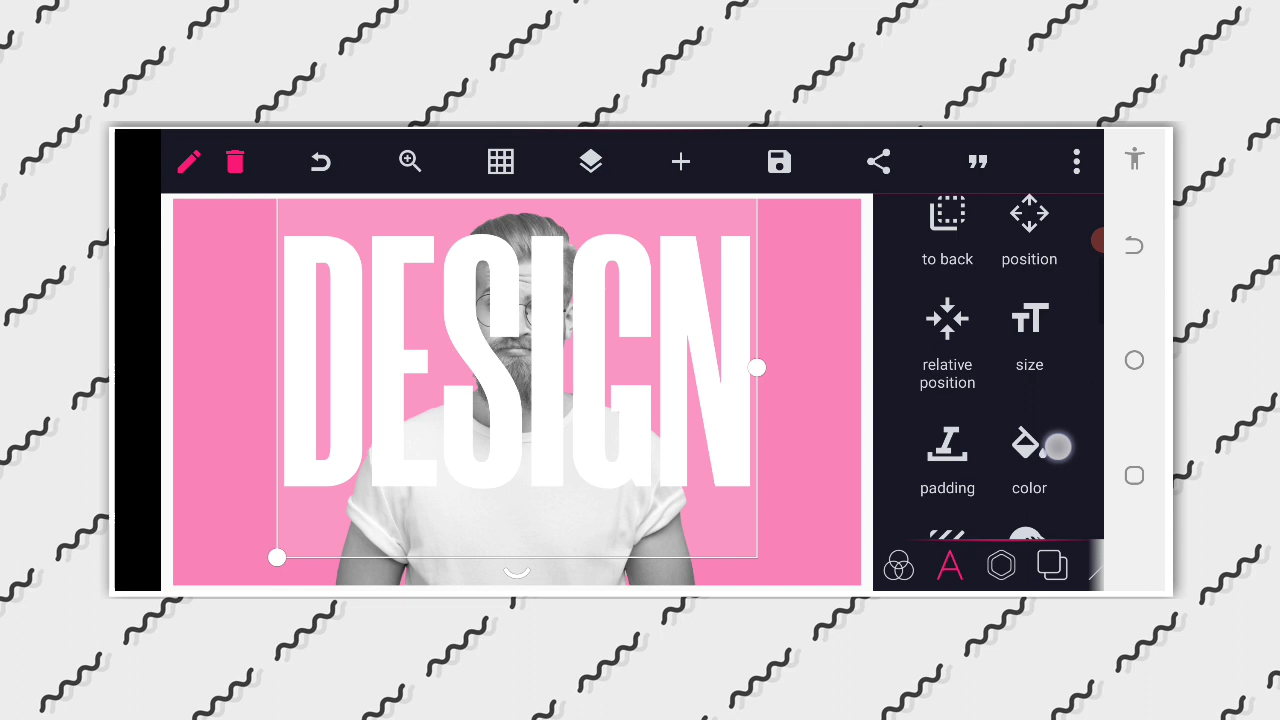 DESIGN
to back
position
relative
position
size
padding
color